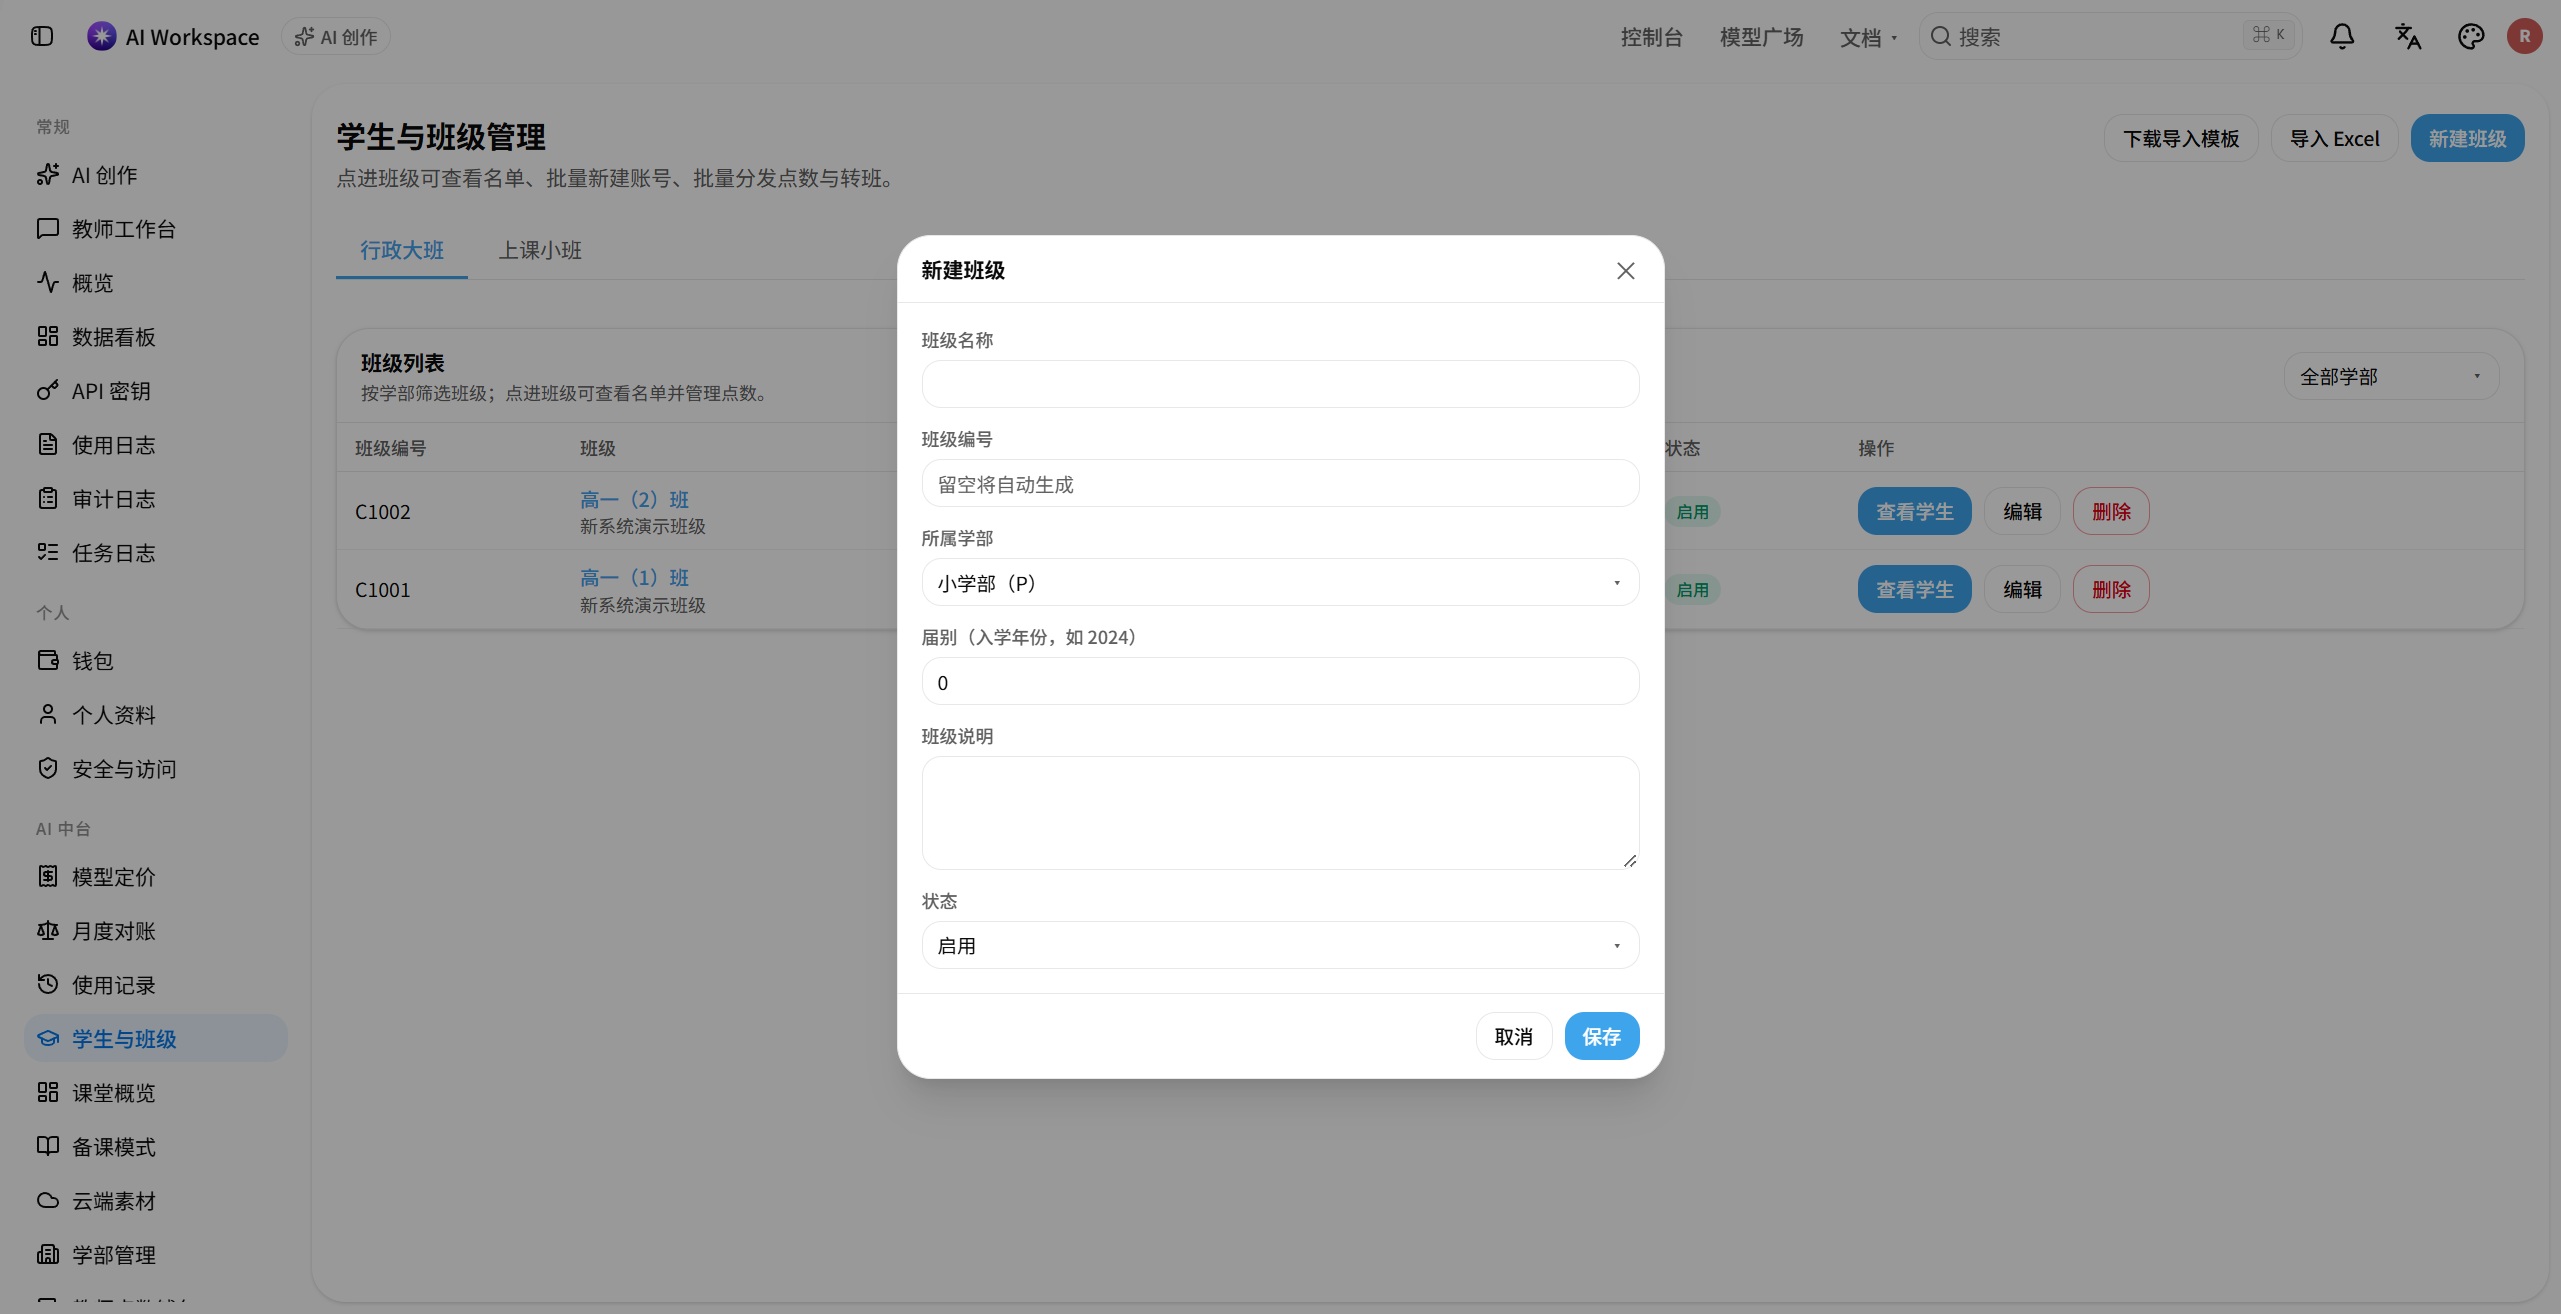 AI Workspace
AI 创作
控制台
模型广场
文档
搜索
⌘ K
R
常规
AI 创作
教师工作台
概览
数据看板
API 密钥
使用日志
审计日志
任务日志
个人
钱包
个人资料
安全与访问
AI 中台
模型定价
月度对账
使用记录
学生与班级
课堂概览
备课模式
云端素材
学部管理
学生与班级管理
点进班级可查看名单、批量新建账号、批量分发点数与转班。
下载导入模板
导入 Excel
新建班级
行政大班
上课小班
班级列表
按学部筛选班级；点进班级可查看名单并管理点数。
全部学部
班级编号
班级
状态
操作
C1002
高一（2）班
新系统演示班级
启用
查看学生
编辑
删除
C1001
高一（1）班
新系统演示班级
启用
查看学生
编辑
删除
新建班级
班级名称
班级编号
留空将自动生成
所属学部
小学部（P）
届别（入学年份，如 2024）
0
班级说明
状态
启用
取消
保存